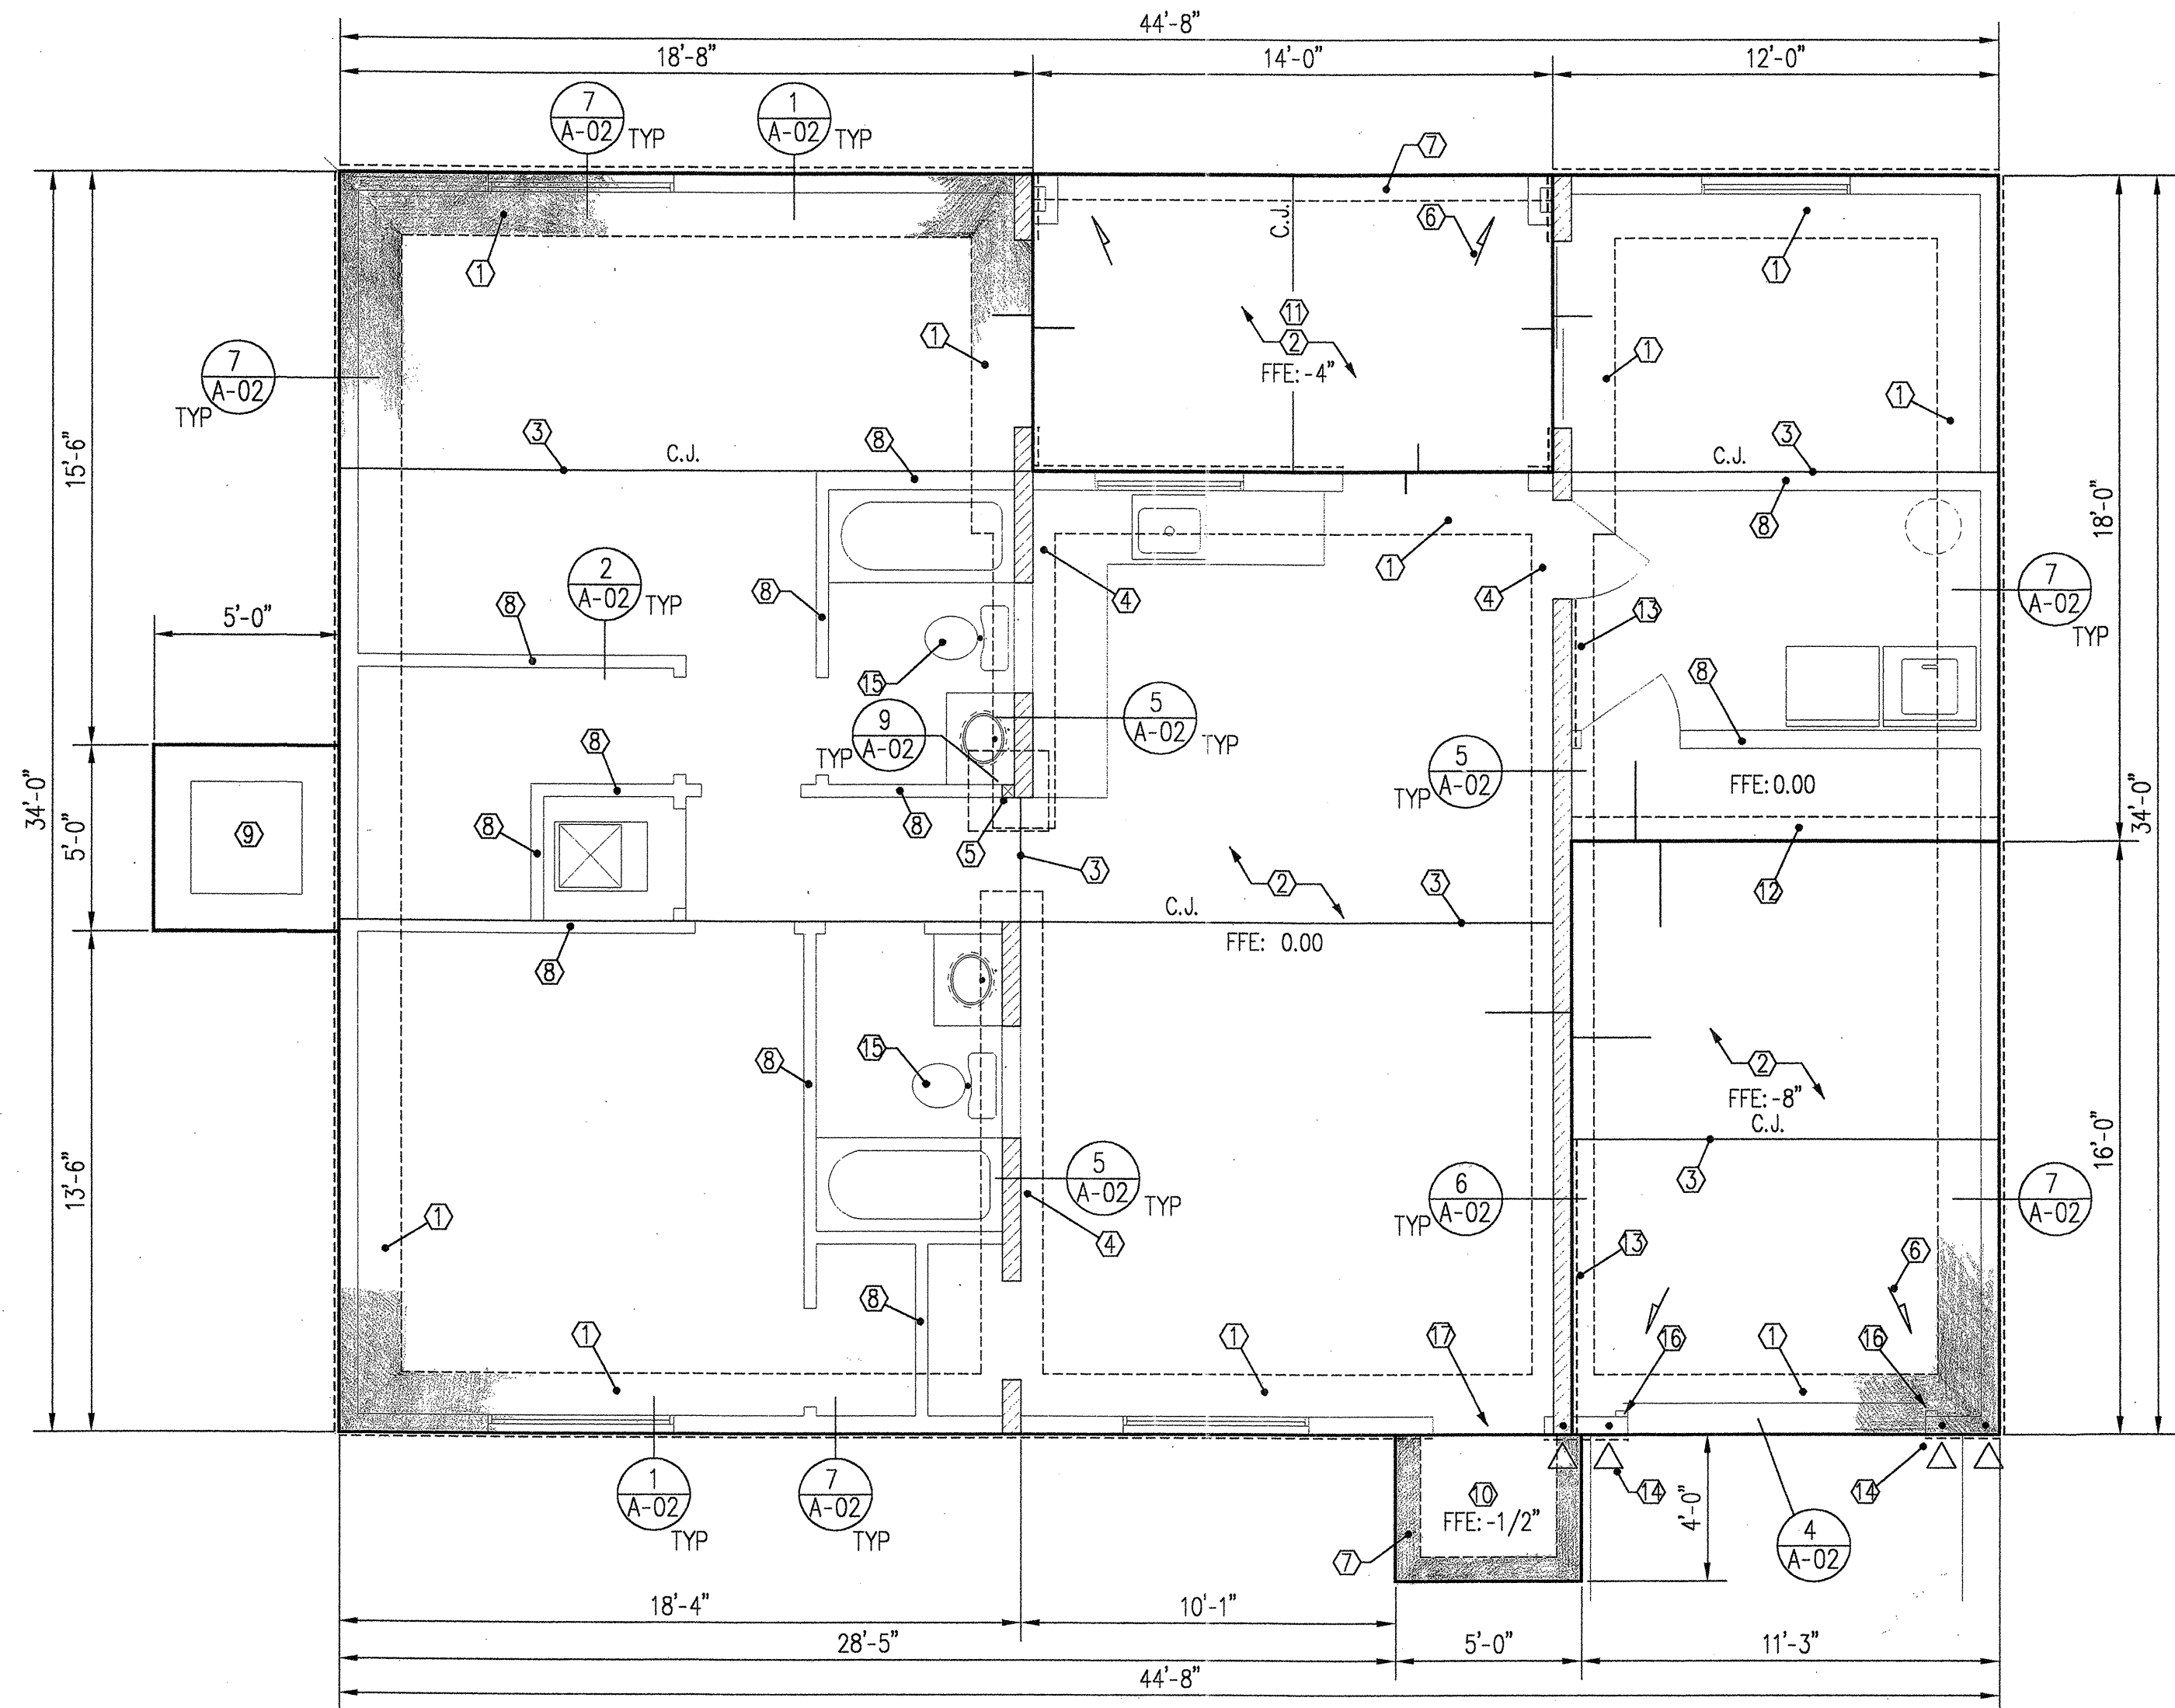 44'-8"
18'-8"
14'-0"
12'-0"
7
A-02
TYP
1
A-02
TYP
7
1
C.J.
6
1
1
11
2
FFE: -4"
1
1
1
7
A-02
TYP
15'-6"
3
C.J.
8
C.J.
3
8
18'-0"
2
A-02
TYP
8
8
4
1
4
13
7
A-02
TYP
5'-0"
15
9
A-02
TYP
5
A-02
TYP
5
A-02
TYP
8
8
FFE: 0.00
34'-0"
5'-0"
9
8
8
5
3
2
3
12
34'-0"
C.J.
FFE: 0.00
8
8
15
2
FFE: -8"
C.J.
3
16'-0"
13'-6"
1
5
A-02
TYP
4
6
A-02
TYP
7
A-02
13
6
8
1
1
17
16
1
16
1
A-02
TYP
7
A-02
TYP
10
FFE: -1/2"
7
14
4'-0"
14
4
A-02
18'-4"
10'-1"
28'-5"
5'-0"
11'-3"
44'-8"